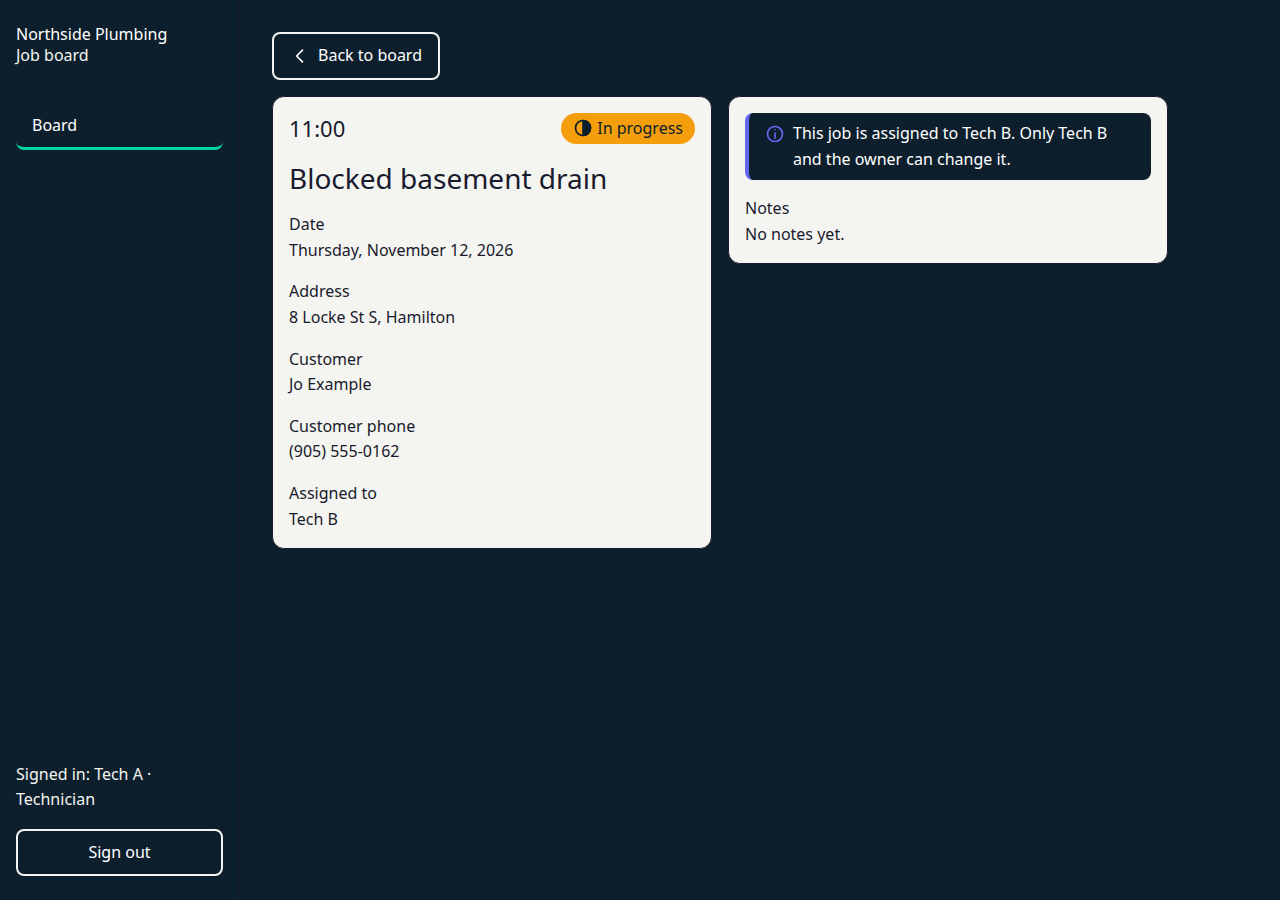 Northside Plumbing
Job board
Board
Signed in: Tech A ·
Technician
Sign out
Back to board
11:00
In progress
Blocked basement drain
Date
Thursday, November 12, 2026
Address
8 Locke St S, Hamilton
Customer
Jo Example
Customer phone
(905) 555-0162
Assigned to
Tech B
This job is assigned to Tech B. Only Tech B
and the owner can change it.
Notes
No notes yet.